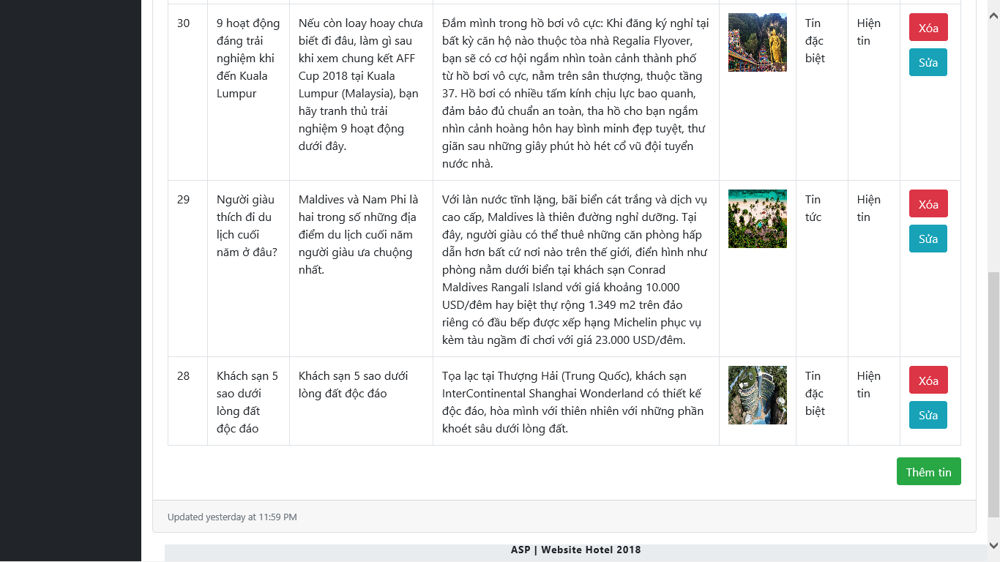 30
9 hoạt động
đáng trải
nghiệm khi
đến Kuala
Lumpur
Nếu còn loay hoay chưa
biết đi đâu, làm gì sau
khi xem chung kết AFF
Cup 2018 tại Kuala
Lumpur (Malaysia), bạn
hãy tranh thủ trải
nghiệm 9 hoạt động
dưới đây.
Đắm mình trong hồ bơi vô cực: Khi đăng ký nghỉ tại
bất kỳ căn hộ nào thuộc tòa nhà Regalia Flyover,
bạn sẽ có cơ hội ngắm nhìn toàn cảnh thành phố
từ hồ bơi vô cực, nằm trên sân thượng, thuộc tầng
37. Hồ bơi có nhiều tấm kính chịu lực bao quanh,
đảm bảo đủ chuẩn an toàn, tha hồ cho bạn ngắm
nhìn cảnh hoàng hôn hay bình minh đẹp tuyệt, thư
giãn sau những giây phút hò hét cổ vũ đội tuyển
nước nhà.
Tin
đặc
biệt
Hiện
tin
Xóa
Sửa
29
Người giàu
thích đi du
lịch cuối
năm ở đâu?
Maldives và Nam Phi là
hai trong số những địa
điểm du lịch cuối năm
người giàu ưa chuộng
nhất.
Với làn nước tĩnh lặng, bãi biển cát trắng và dịch vụ
cao cấp, Maldives là thiên đường nghỉ dưỡng. Tại
đây, người giàu có thể thuê những căn phòng hấp
dẫn hơn bất cứ nơi nào trên thế giới, điển hình như
phòng nằm dưới biển tại khách sạn Conrad
Maldives Rangali Island với giá khoảng 10.000
USD/đêm hay biệt thự rộng 1.349 m2 trên đảo
riêng có đầu bếp được xếp hạng Michelin phục vụ
kèm tàu ngầm đi chơi với giá 23.000 USD/đêm.
Tin
tức
Hiện
tin
Xóa
Sửa
28
Khách sạn 5
sao dưới
lòng đất
độc đáo
Khách sạn 5 sao dưới
lòng đất độc đáo
Tọa lạc tại Thượng Hải (Trung Quốc), khách sạn
InterContinental Shanghai Wonderland có thiết kế
độc đáo, hòa mình với thiên nhiên với những phần
khoét sâu dưới lòng đất.
Tin
đặc
biệt
Hiện
tin
Xóa
Sửa
Thêm tin
Updated yesterday at 11:59 PM
ASP | Website Hotel 2018